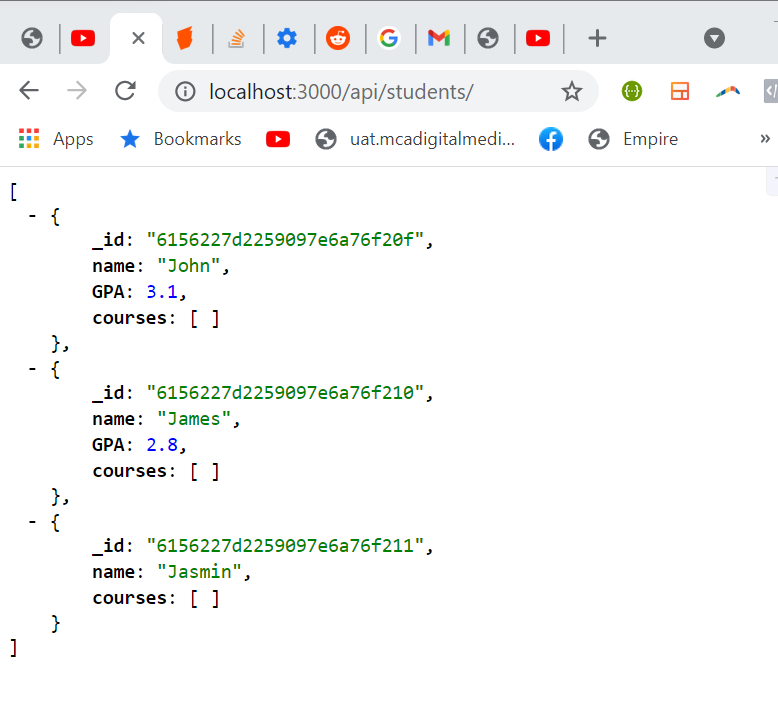 localhost:3000/api/students/
Apps Bookmarks uat.mcadigitalmedi... Empire »
[
- {
_id: "6156227d2259097e6a76f20f",
name: "John",
GPA: 3.1,
courses: [ ]
},
- {
_id: "6156227d2259097e6a76f210",
name: "James",
GPA: 2.8,
courses: [ ]
},
- {
_id: "6156227d2259097e6a76f211",
name: "Jasmin",
courses: [ ]
}
]